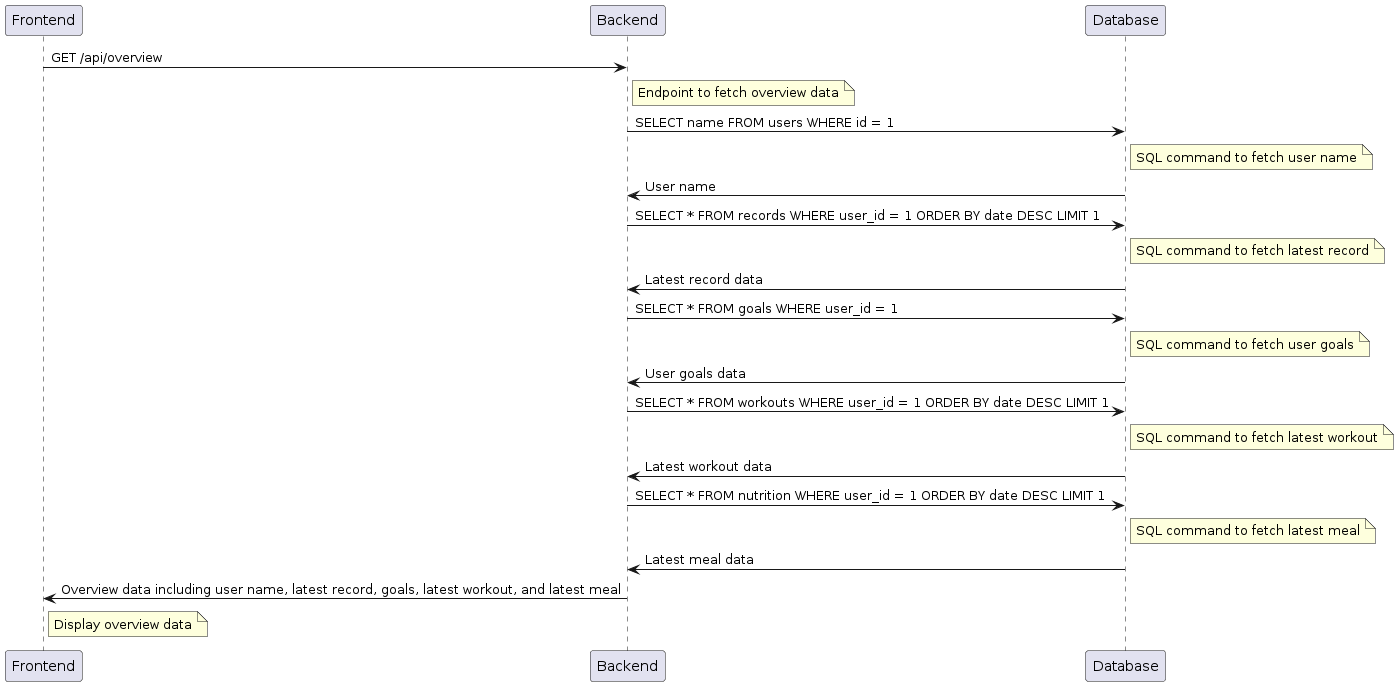 Frontend
Backend
Database
GET /api/overview
Endpoint to fetch overview data
SELECT name FROM users WHERE id = 1
SQL command to fetch user name
User name
SELECT * FROM records WHERE user_id = 1 ORDER BY date DESC LIMIT 1
SQL command to fetch latest record
Latest record data
SELECT * FROM goals WHERE user_id = 1
SQL command to fetch user goals
User goals data
SELECT * FROM workouts WHERE user_id = 1 ORDER BY date DESC LIMIT 1
SQL command to fetch latest workout
Latest workout data
SELECT * FROM nutrition WHERE user_id = 1 ORDER BY date DESC LIMIT 1
SQL command to fetch latest meal
Latest meal data
Overview data including user name, latest record, goals, latest workout, and latest meal
Display overview data
Frontend
Backend
Database